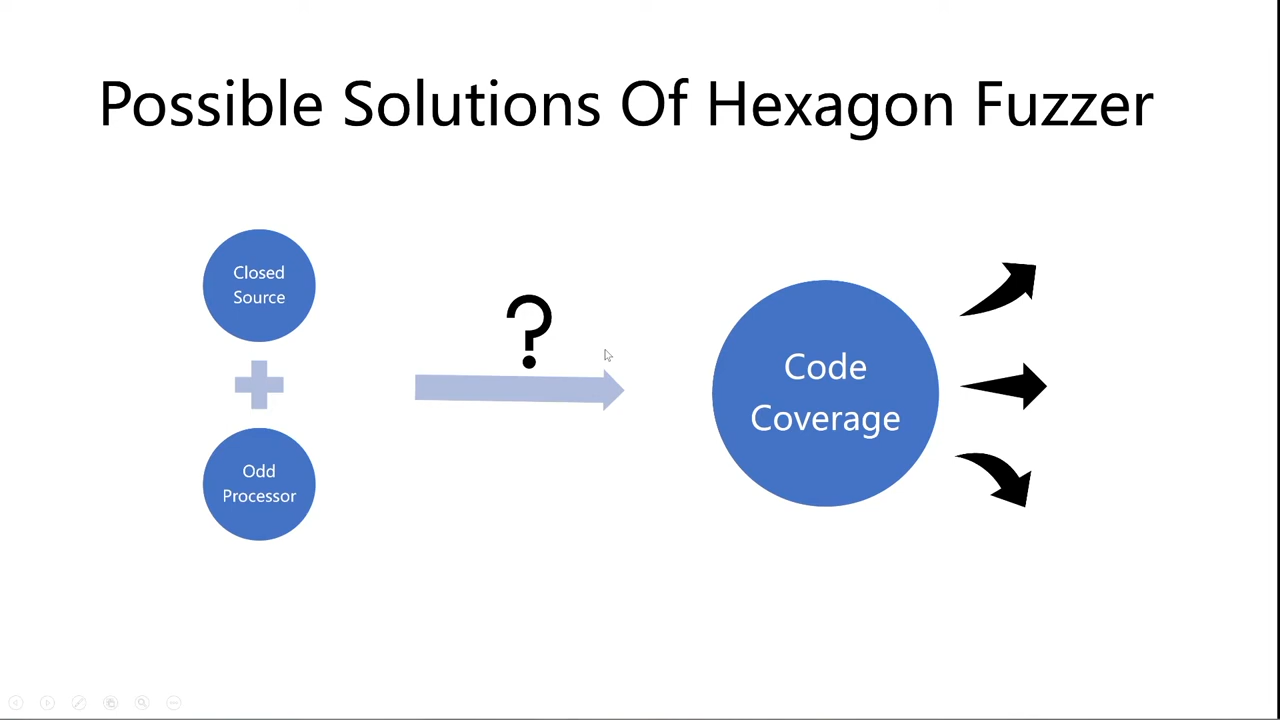 Possible Solutions Of Hexagon Fuzzer
Closed
Source
Odd
Processor
?
Code
Coverage